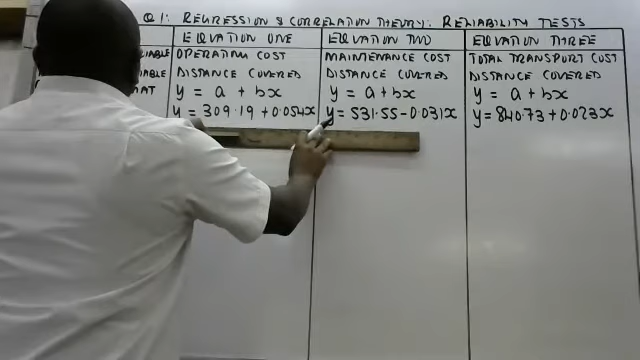 Q1: REGRESSION & CORRELATION THEORY: RELIABILITY TESTS
EQUATION ONE EQUATION TWO EQUATION THREE
OPERATING COST MAINTENANCE COST TOTAL TRANSPORT COST
DISTANCE COVERED DISTANCE COVERED DISTANCE COVERED
y = a + bx y = a + bx y = a + bx
y = 309.19 + 0.054x y = 531.55 - 0.031x y = 840.73 + 0.023x